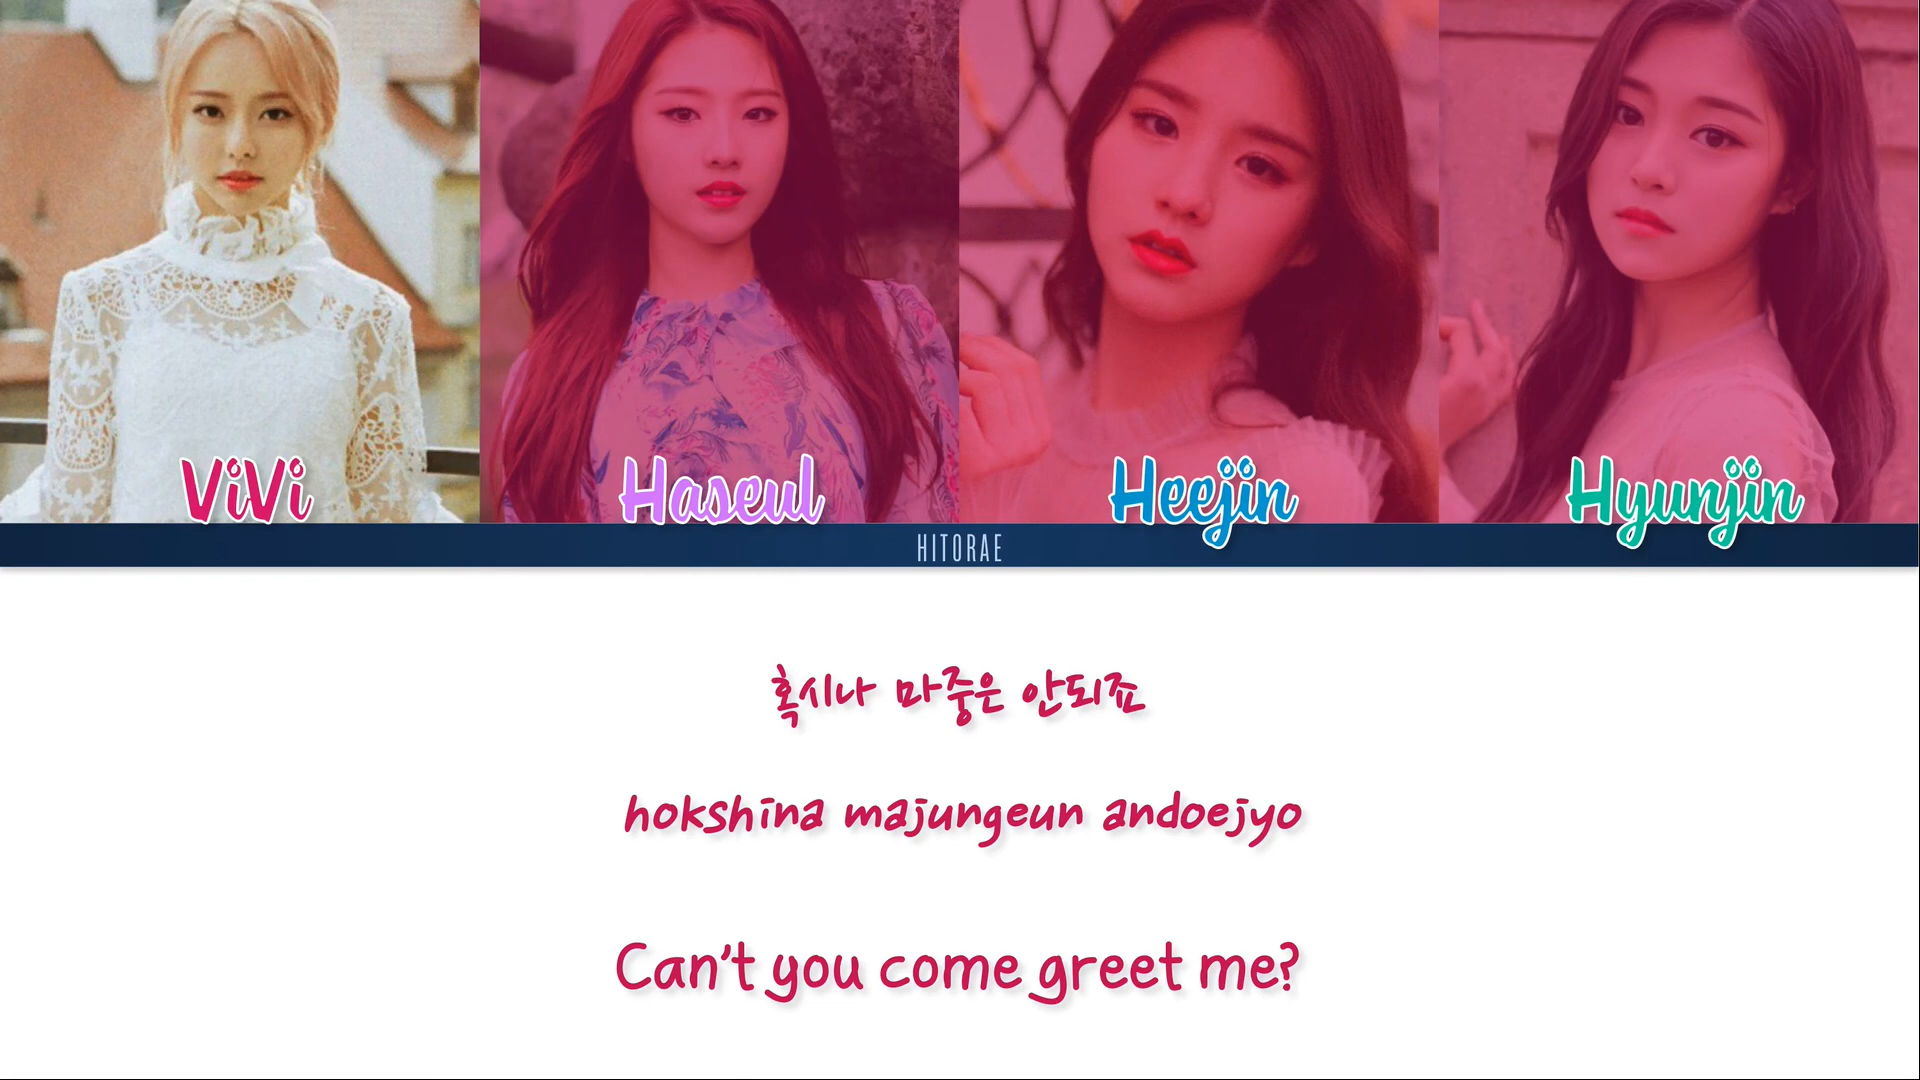 ViVi Haseul Heejin Hyunjin
HITORAE
혹시나 마중은 안되죠
hokshina majungeun andoejyo
Can't you come greet me?